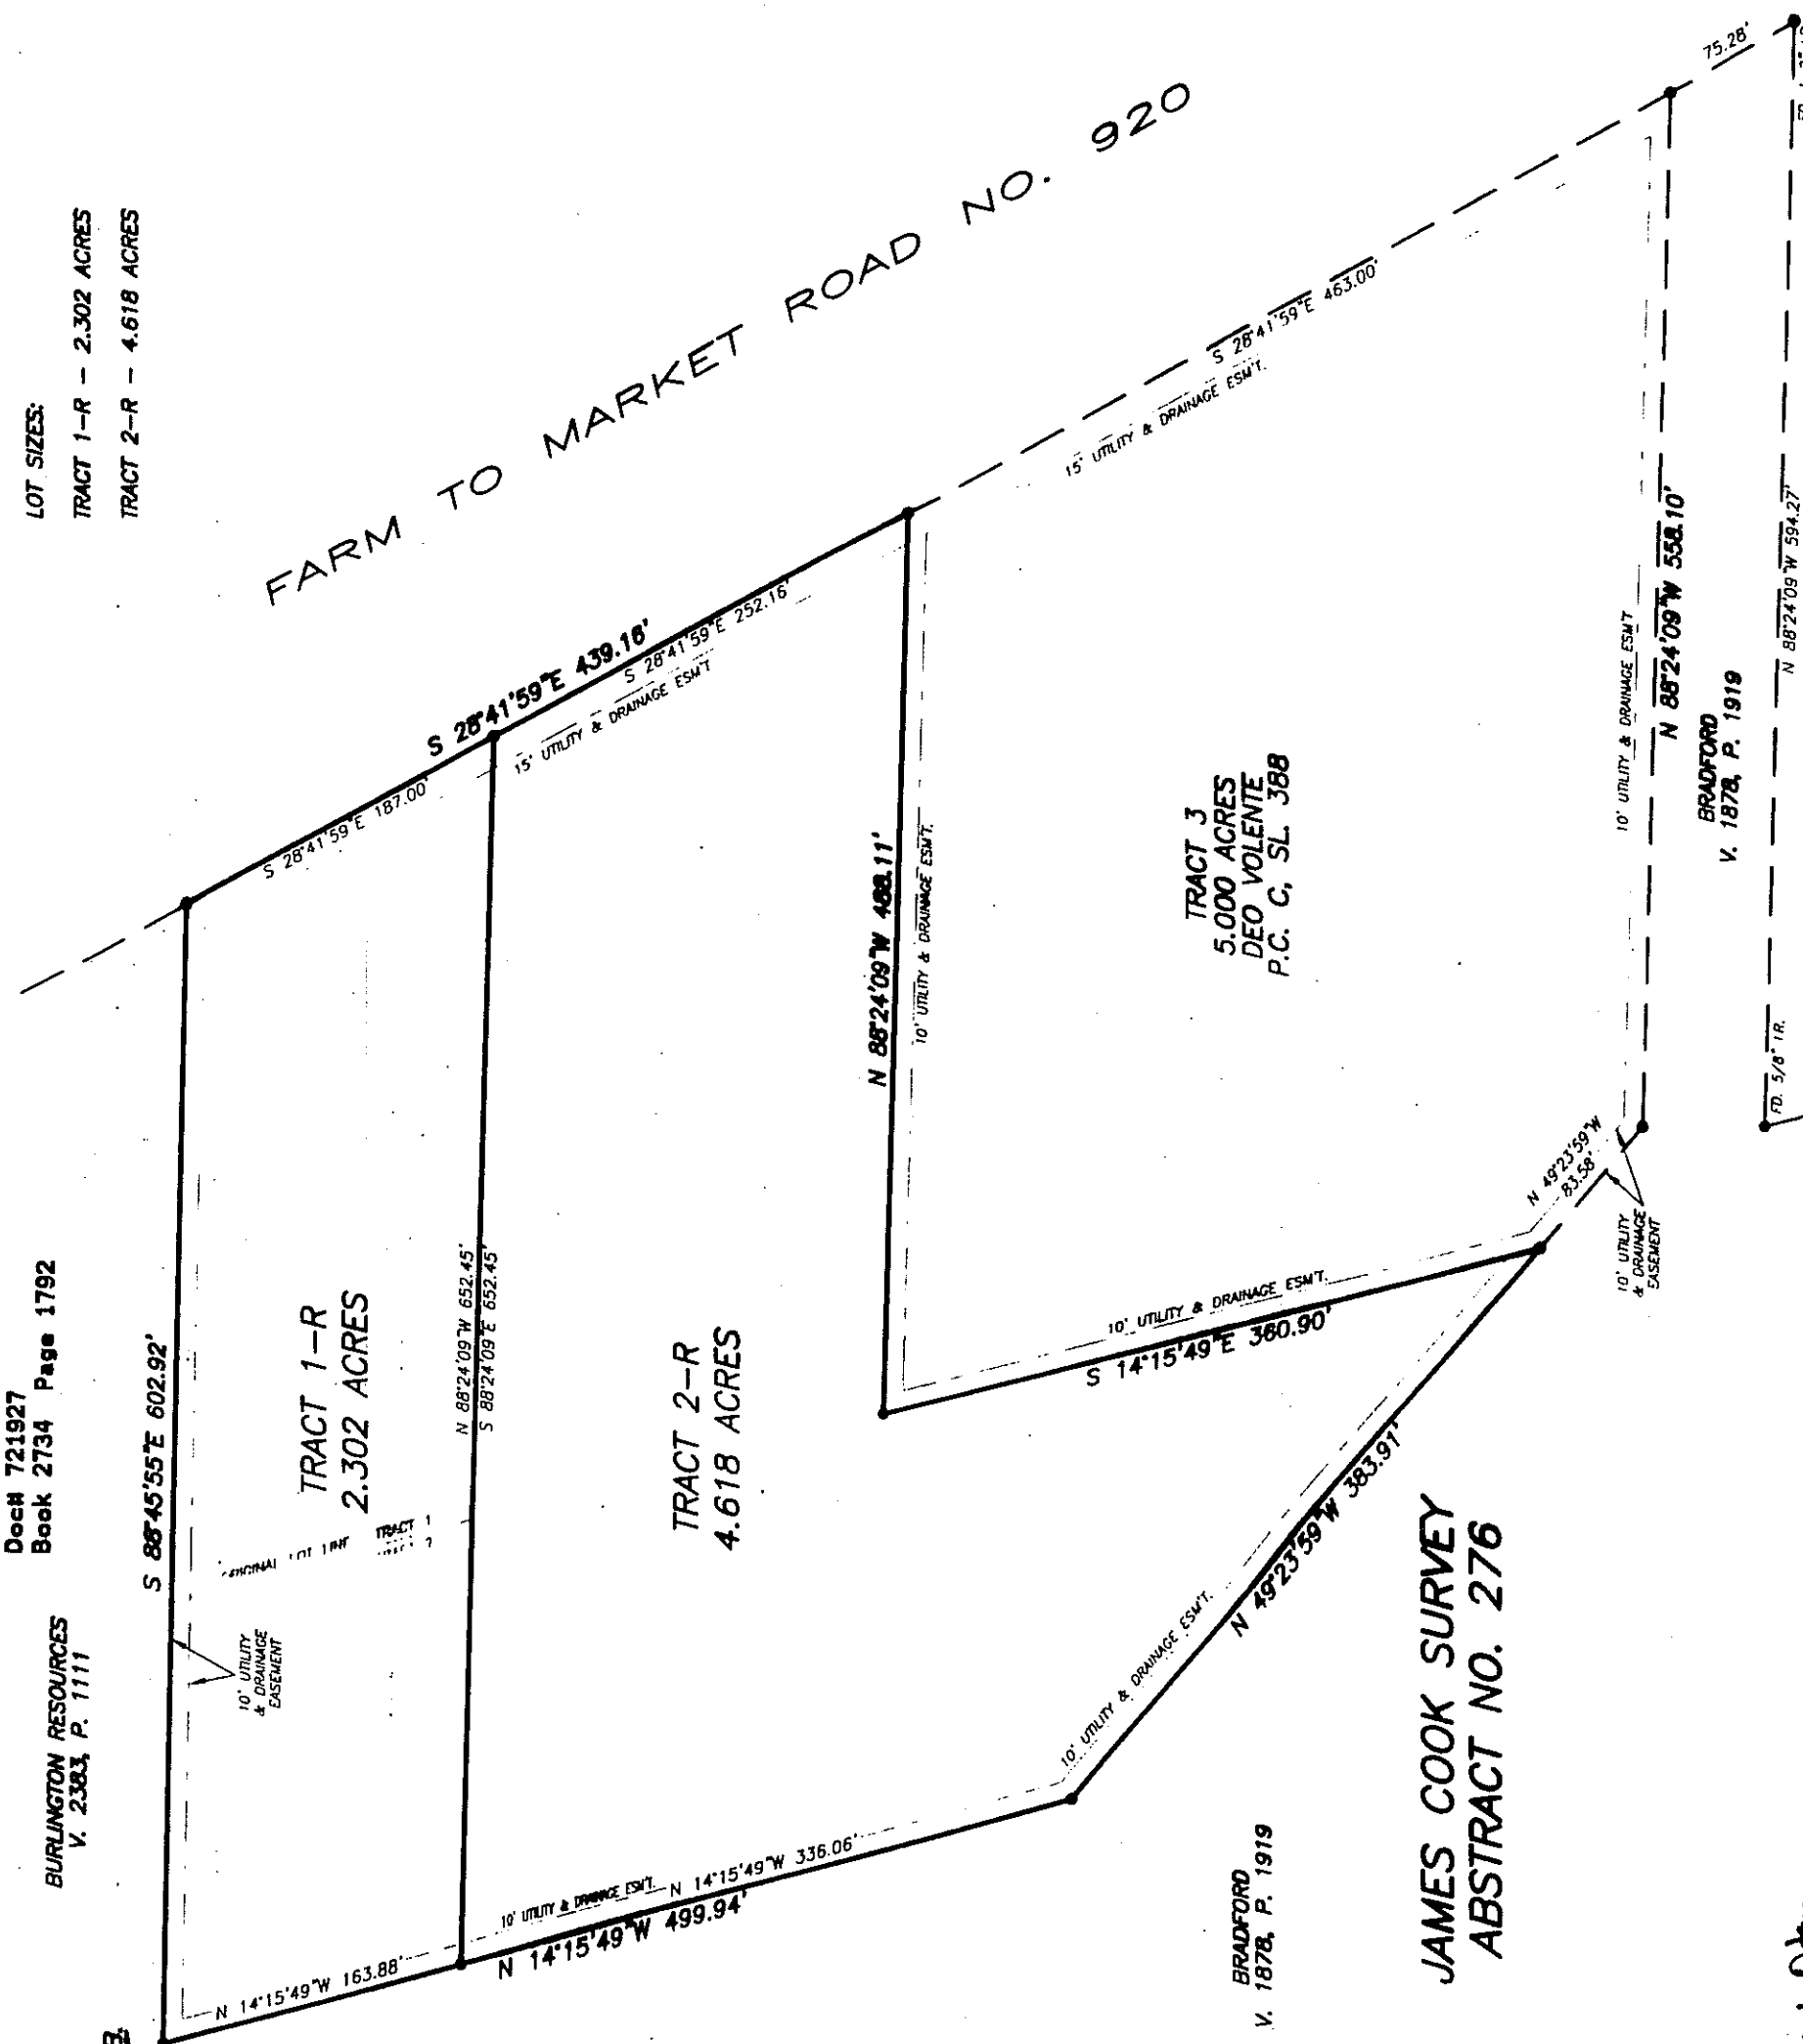 Doc# 721927
Book 2734 Page 1792
LOT SIZES:
TRACT 1-R - 2.302 ACRES
TRACT 2-R - 4.618 ACRES
BURLINGTON RESOURCES
V. 2383, P. 1111
FARM TO MARKET ROAD NO. 920
S 88°45'55"E 602.92'
10' UTILITY
& DRAINAGE
EASEMENT
TRACT 1-R
2.302 ACRES
LOT LINE
TRACT 1
S 28°41'59"E 187.00'
S 28°41'59"E 439.16'
S 28°41'59"E 252.16'
15' UTILITY & DRAINAGE ESM'T
N 88°24'09"W 652.45'
S 88°24'09"E 652.45'
N 14°15'49"W 163.88'
10' UTILITY & DRAINAGE ESM'T.
N 14°15'49"W 336.06'
N 14°15'49"W 499.94'
TRACT 2-R
4.618 ACRES
N 88°24'09"W 488.11'
10' UTILITY & DRAINAGE ESM'T.
10' UTILITY & DRAINAGE ESM'T.
S 14°15'49"E 360.90'
10' UTILITY & DRAINAGE ESM'T.
N 49°23'59"W 383.91'
TRACT 3
5.000 ACRES
DEO VOLENTE
P.C. C, SL. 388
S 28°41'59"E 463.00'
15' UTILITY & DRAINAGE ESM'T.
75.28'
N 49°23'59"W
83.58'
10' UTILITY
& DRAINAGE
EASEMENT
10' UTILITY & DRAINAGE ESM'T
N 88°24'09"W 558.10'
BRADFORD
V. 1878, P. 1919
N 88°24'09"W 594.27'
FD. 5/8" I.R.
BRADFORD
V. 1878, P. 1919
JAMES COOK SURVEY
ABSTRACT NO. 276